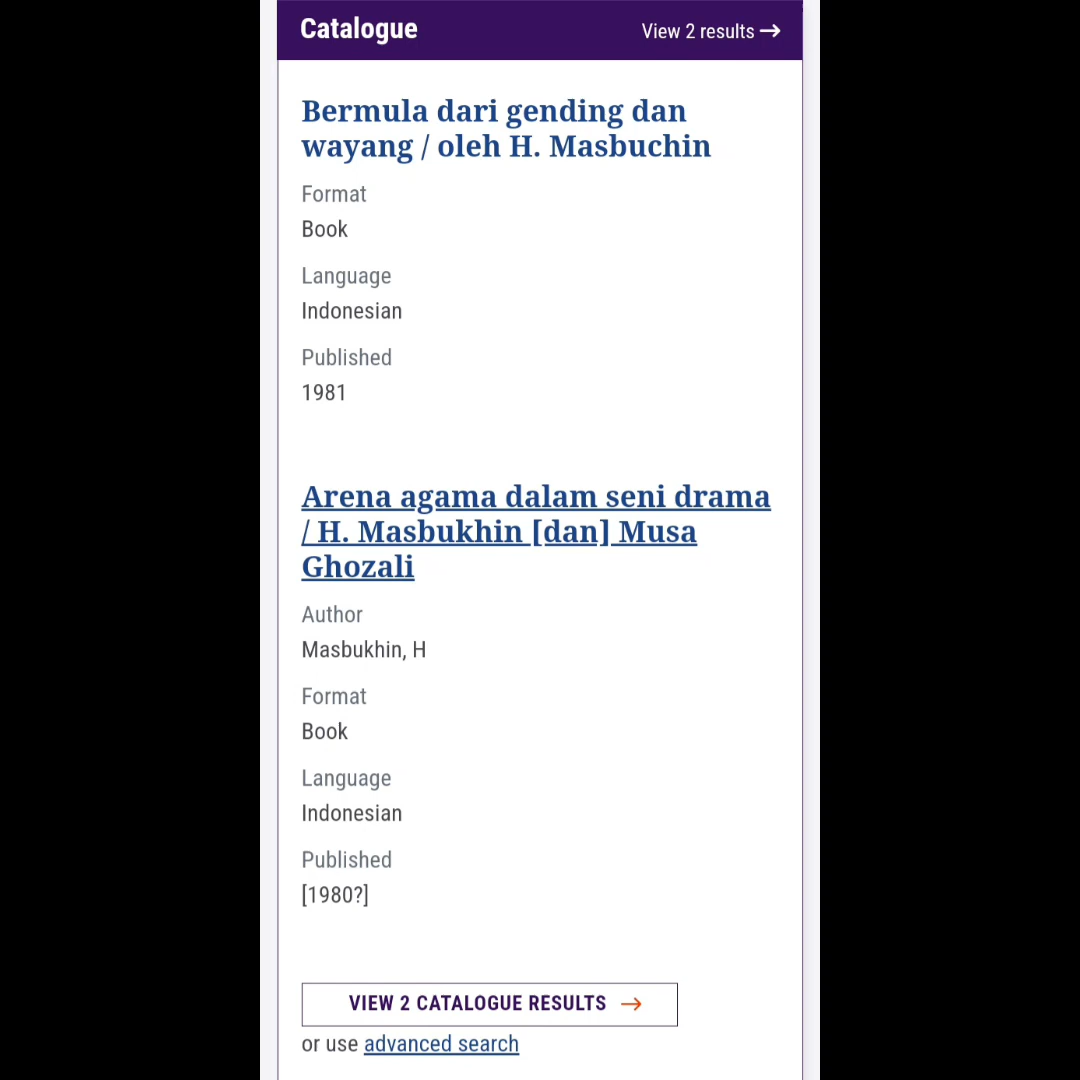 Catalogue
View 2 results →
Bermula dari gending dan
wayang / oleh H. Masbuchin
Format
Book
Language
Indonesian
Published
1981
Arena agama dalam seni drama
/ H. Masbukhin [dan] Musa
Ghozali
Author
Masbukhin, H
Format
Book
Language
Indonesian
Published
[1980?]
VIEW 2 CATALOGUE RESULTS →
or use advanced search